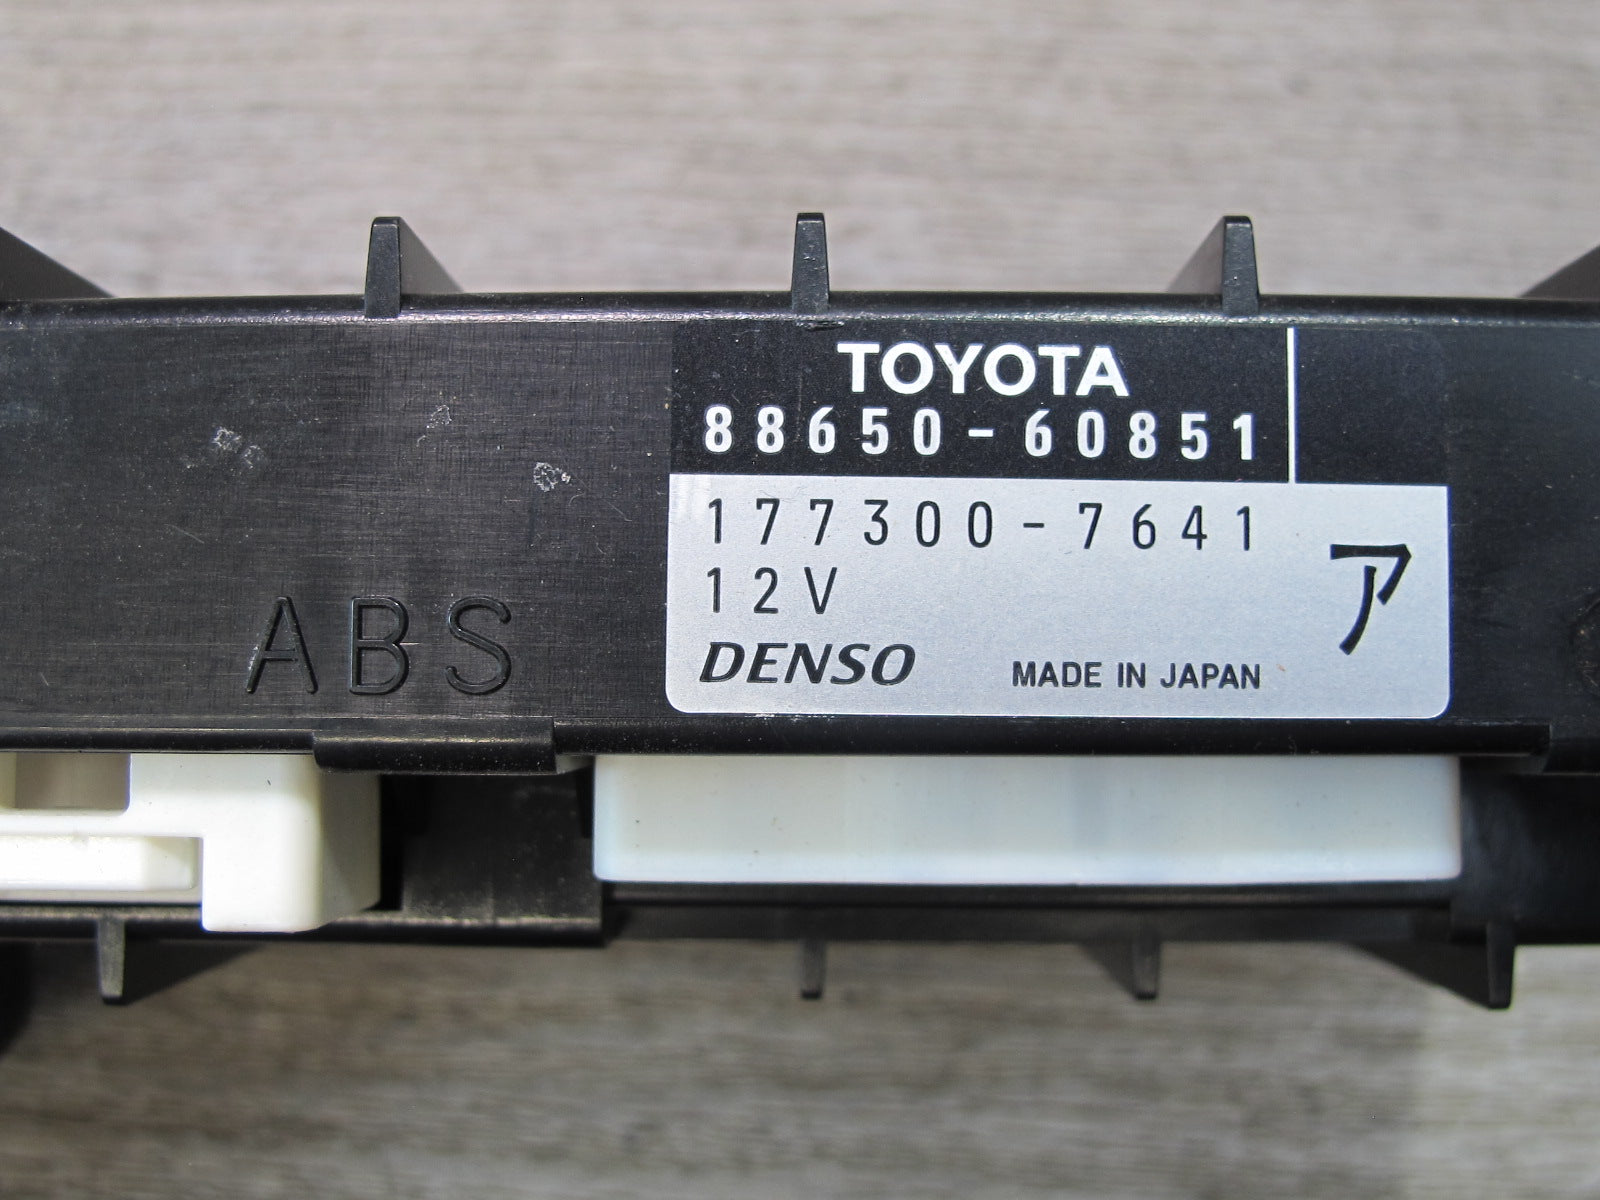 TOYOTA
88650-60851
177300-7641
12V
ア
DENSO
MADE IN JAPAN
ABS